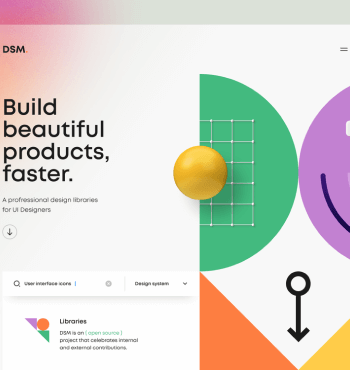 DSM.
Build
beautiful
products,
faster.
A professional design libraries
for UI Designers
User interface icons |
Design system
Libraries
DSM is an ( open source )
project that celebrates internal
and external contributions.